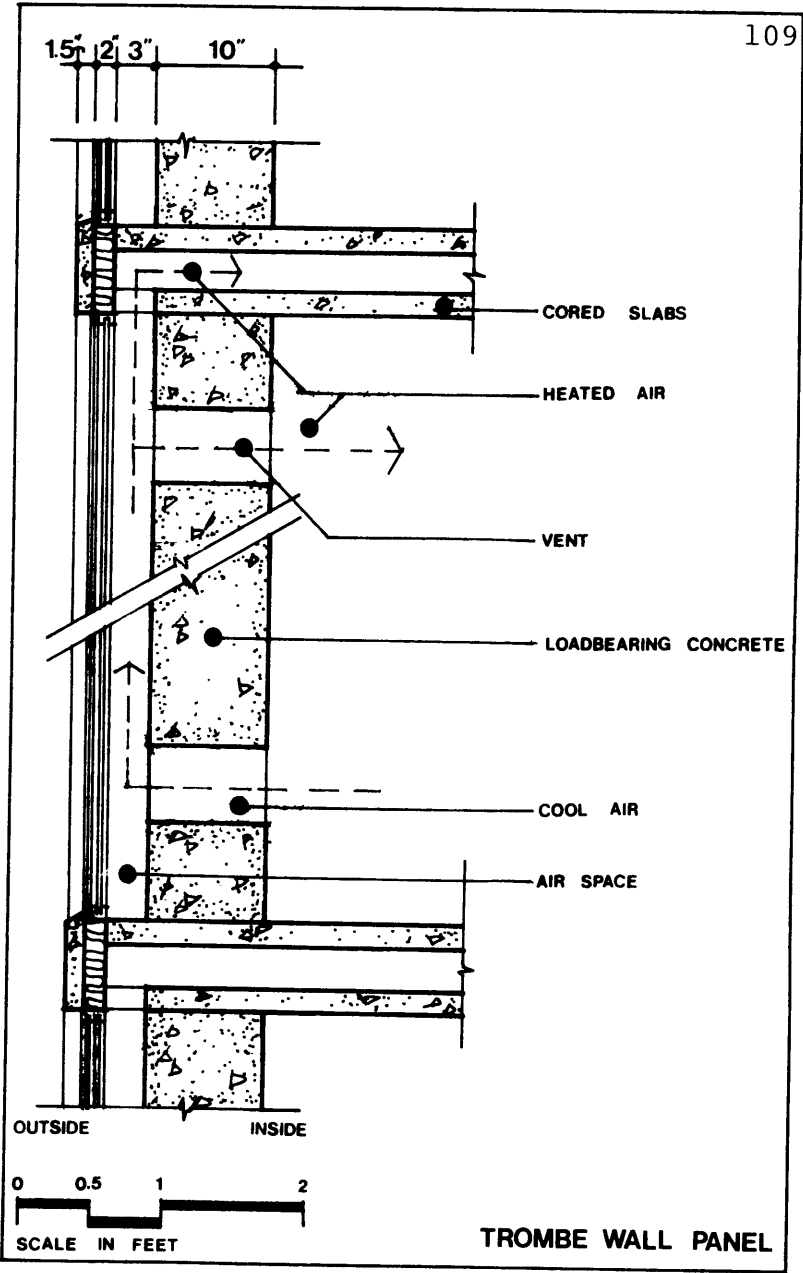 109
1.5" 2" 3" 10"
CORED SLABS
HEATED AIR
VENT
LOADBEARING CONCRETE
COOL AIR
AIR SPACE
OUTSIDE INSIDE
0 0.5 1 2
SCALE IN FEET
TROMBE WALL PANEL